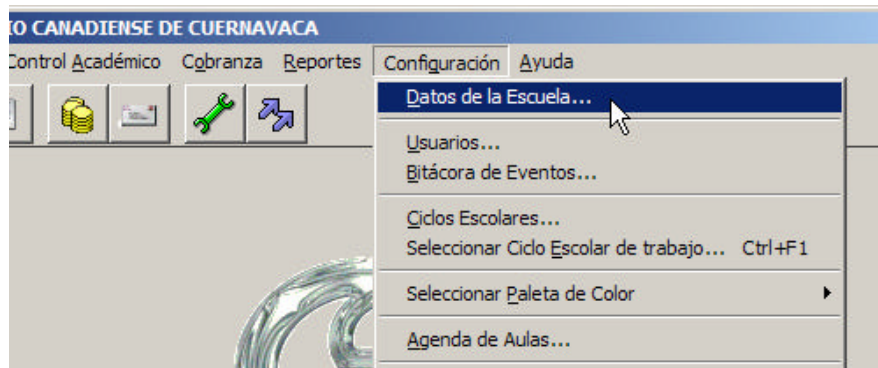 IO CANADIENSE DE CUERNAVACA
Control Académico Cobranza Reportes Configuración Ayuda
Datos de la Escuela...
Usuarios...
Bitácora de Eventos...
Ciclos Escolares...
Seleccionar Ciclo Escolar de trabajo... Ctrl+F1
Seleccionar Paleta de Color
Agenda de Aulas...